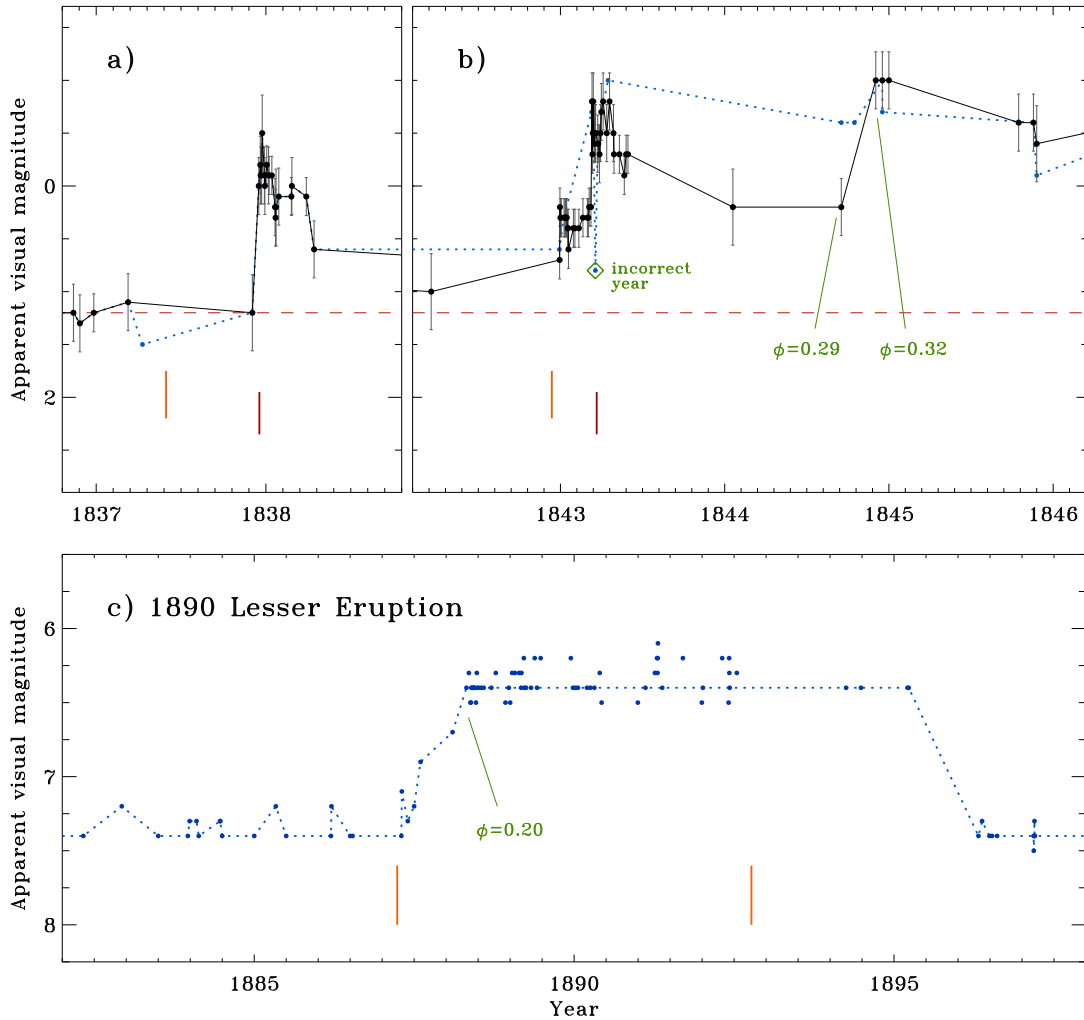 a)
b)
Apparent visual magnitude
0
2
incorrect
year
ϕ=0.29
ϕ=0.32
1837
1838
1843
1844
1845
1846
c) 1890 Lesser Eruption
Apparent visual magnitude
6
7
8
ϕ=0.20
1885
1890
1895
Year